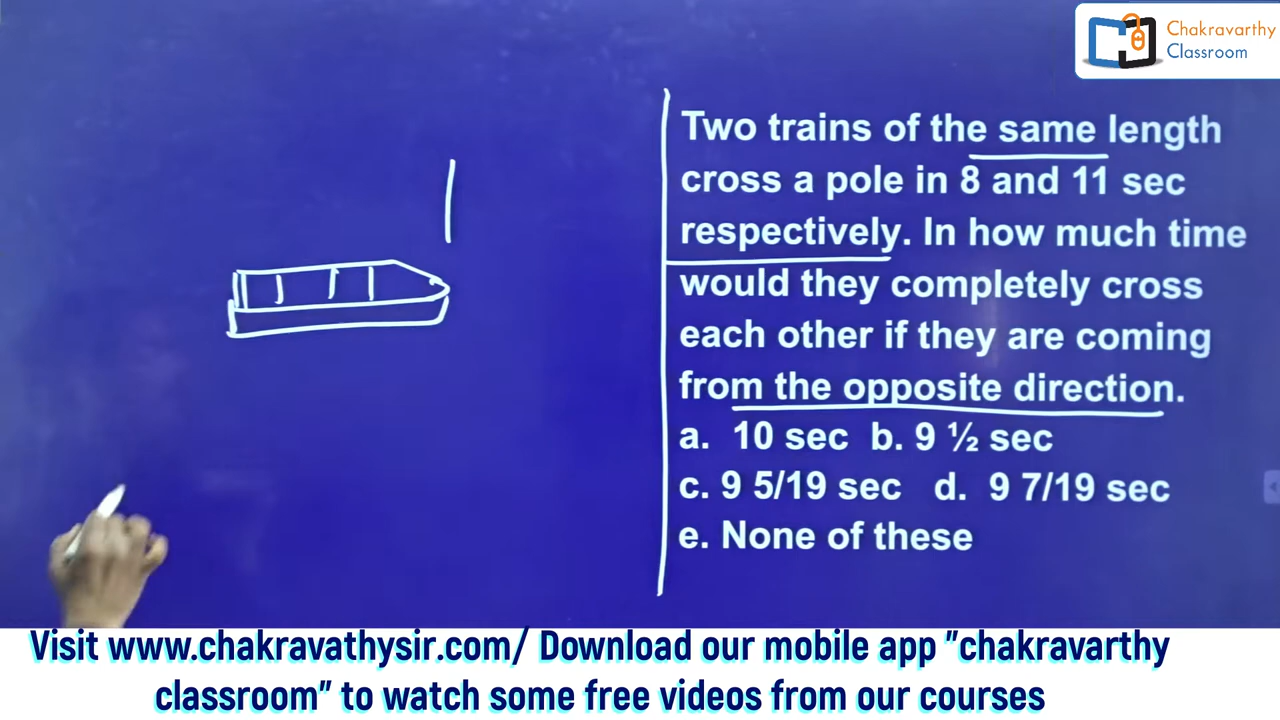 Chakravarthy
Classroom
Two trains of the same length
cross a pole in 8 and 11 sec
respectively. In how much time
would they completely cross
each other if they are coming
from the opposite direction.
a. 10 sec b. 9 ½ sec
c. 9 5/19 sec d. 9 7/19 sec
e. None of these
Visit www.chakravathysir.com/ Download our mobile app "chakravarthy
classroom" to watch some free videos from our courses